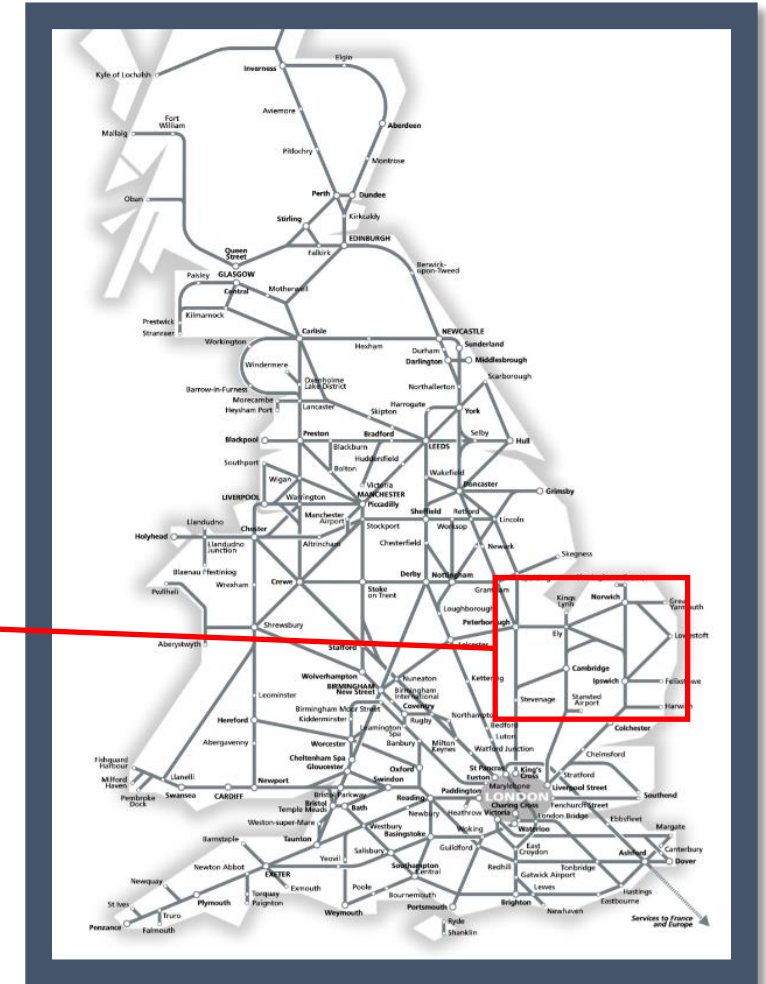 Elgin
Inverness
Kyle of Lochalsh
Aviemore
Fort
William
Mallaig
Aberdeen
Pitlochry
Montrose
Perth
Dundee
Oban
Stirling
Kirkcaldy
EDINBURGH
Queen
Street
Falkirk
Berwick-
upon-Tweed
Paisley
GLASGOW
Central
Motherwell
Kilmarnock
Prestwick
Stranraer
Carlisle
NEWCASTLE
Workington
Hexham
Sunderland
Durham
Darlington
Middlesbrough
Windermere
Scarborough
Oxenholme
Lake District
Barrow-in-Furness
Northallerton
Morecambe
Heysham Port
Lancaster
Harrogate
York
Skipton
Blackpool
Preston
Bradford
Selby
Blackburn
LEEDS
Hull
Huddersfield
Southport
Bolton
Wakefield
Wigan
Victoria
Doncaster
LIVERPOOL
Warrington
MANCHESTER
Piccadilly
Grimsby
Manchester
Airport
Sheffield
Retford
Stockport
Worksop
Lincoln
Llandudno
Chester
Holyhead
Llandudno
Junction
Altrincham
Chesterfield
Newark
Skegness
Blaenau Ffestiniog
Derby
Nottingham
Pwllheli
Wrexham
Crewe
Stoke
on Trent
Grantham
Kings
Lynn
Norwich
Great
Yarmouth
Loughborough
Peterborough
Shrewsbury
Ely
Lowestoft
Aberystwyth
Stafford
Leicester
Cambridge
Wolverhampton
Nuneaton
Kettering
Ipswich
Felixstowe
BIRMINGHAM
New Street
Birmingham
International
Stansted
Airport
Leominster
Stevenage
Birmingham Moor Street
Coventry
Harwich
Kidderminster
Rugby
Northampton
Hereford
Leamington
Spa
Bedford
Colchester
Worcester
Banbury
Milton
Keynes
Luton
Abergavenny
Watford Junction
Chelmsford
Cheltenham Spa
Gloucester
Oxford
St Pancras
King's
Cross
Fishguard
Harbour
Euston
Stratford
Milford
Haven
Llanelli
Swindon
Marylebone
Liverpool Street
Pembroke
Dock
Swansea
CARDIFF
Newport
Bristol Parkway
Reading
Paddington
LONDON
Southend
Bristol
Temple Meads
Bath
Charing Cross
Fenchurch Street
Newbury
Heathrow
Victoria
London Bridge
Ebbsfleet
Weston-super-Mare
Westbury
Basingstoke
Waterloo
Woking
Margate
Barnstaple
Taunton
Guildford
East
Croydon
Canterbury
Yeovil
Salisbury
Newton Abbot
Southampton
Central
Redhill
Tonbridge
Ashford
Dover
EXETER
Gatwick Airport
Newquay
Exmouth
Poole
Lewes
Hastings
St Ives
Plymouth
Torquay
Paignton
Bournemouth
Eastbourne
Truro
Weymouth
Portsmouth
Brighton
Newhaven
Penzance
Falmouth
Ryde
Shanklin
Services to France
and Europe